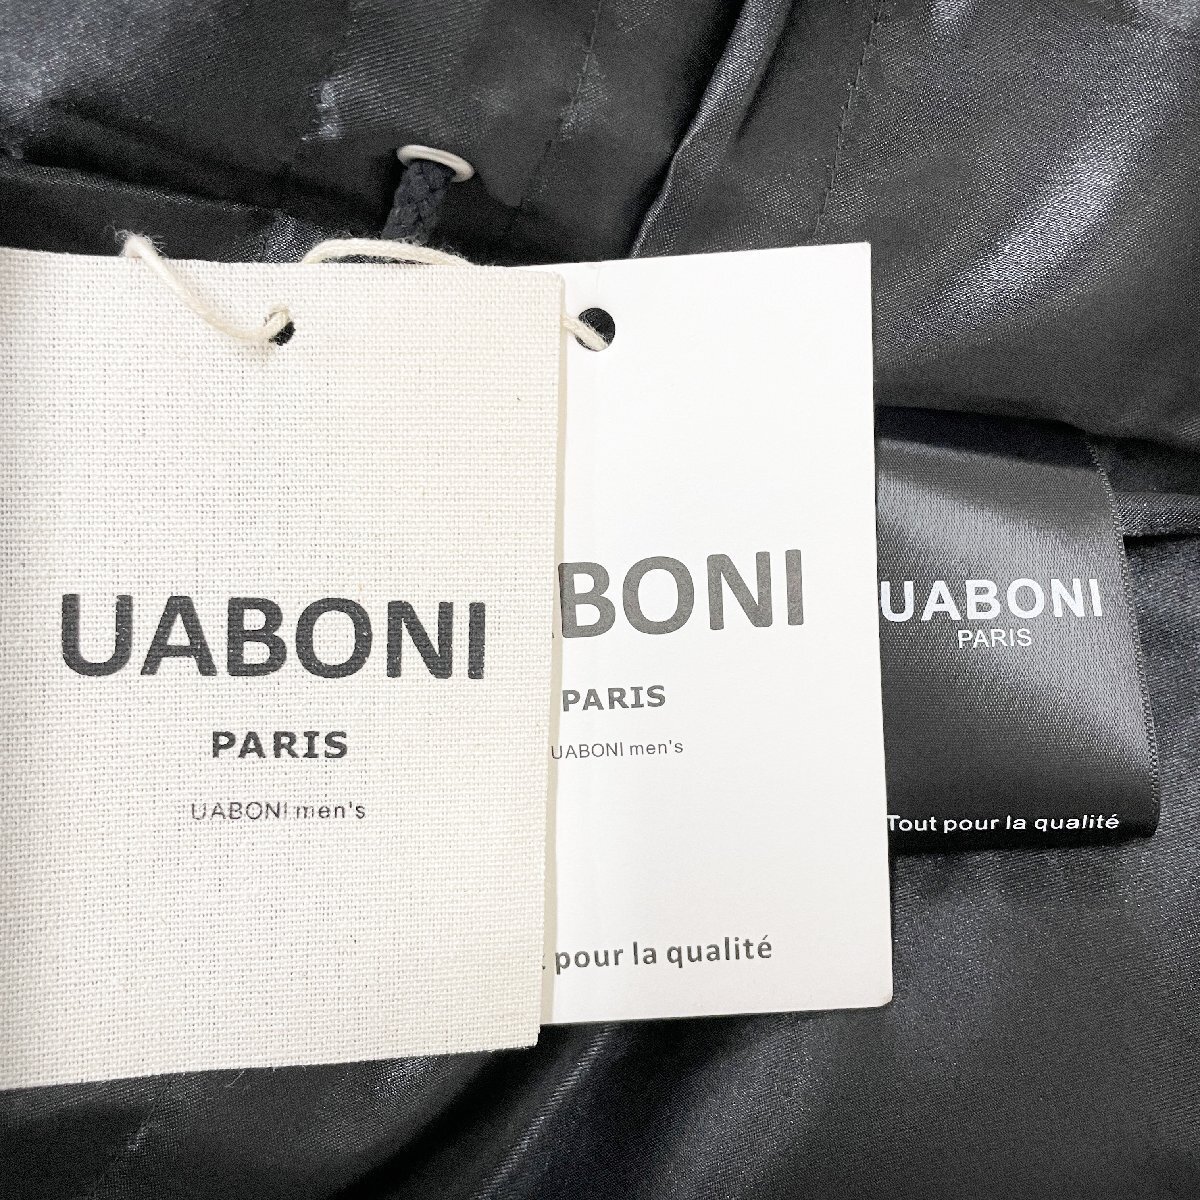 UABONI
PARIS
UABONI men's
BONI
PARIS
UABONI men's
pour la qualité
UABONI
PARIS
Tout pour la qualité